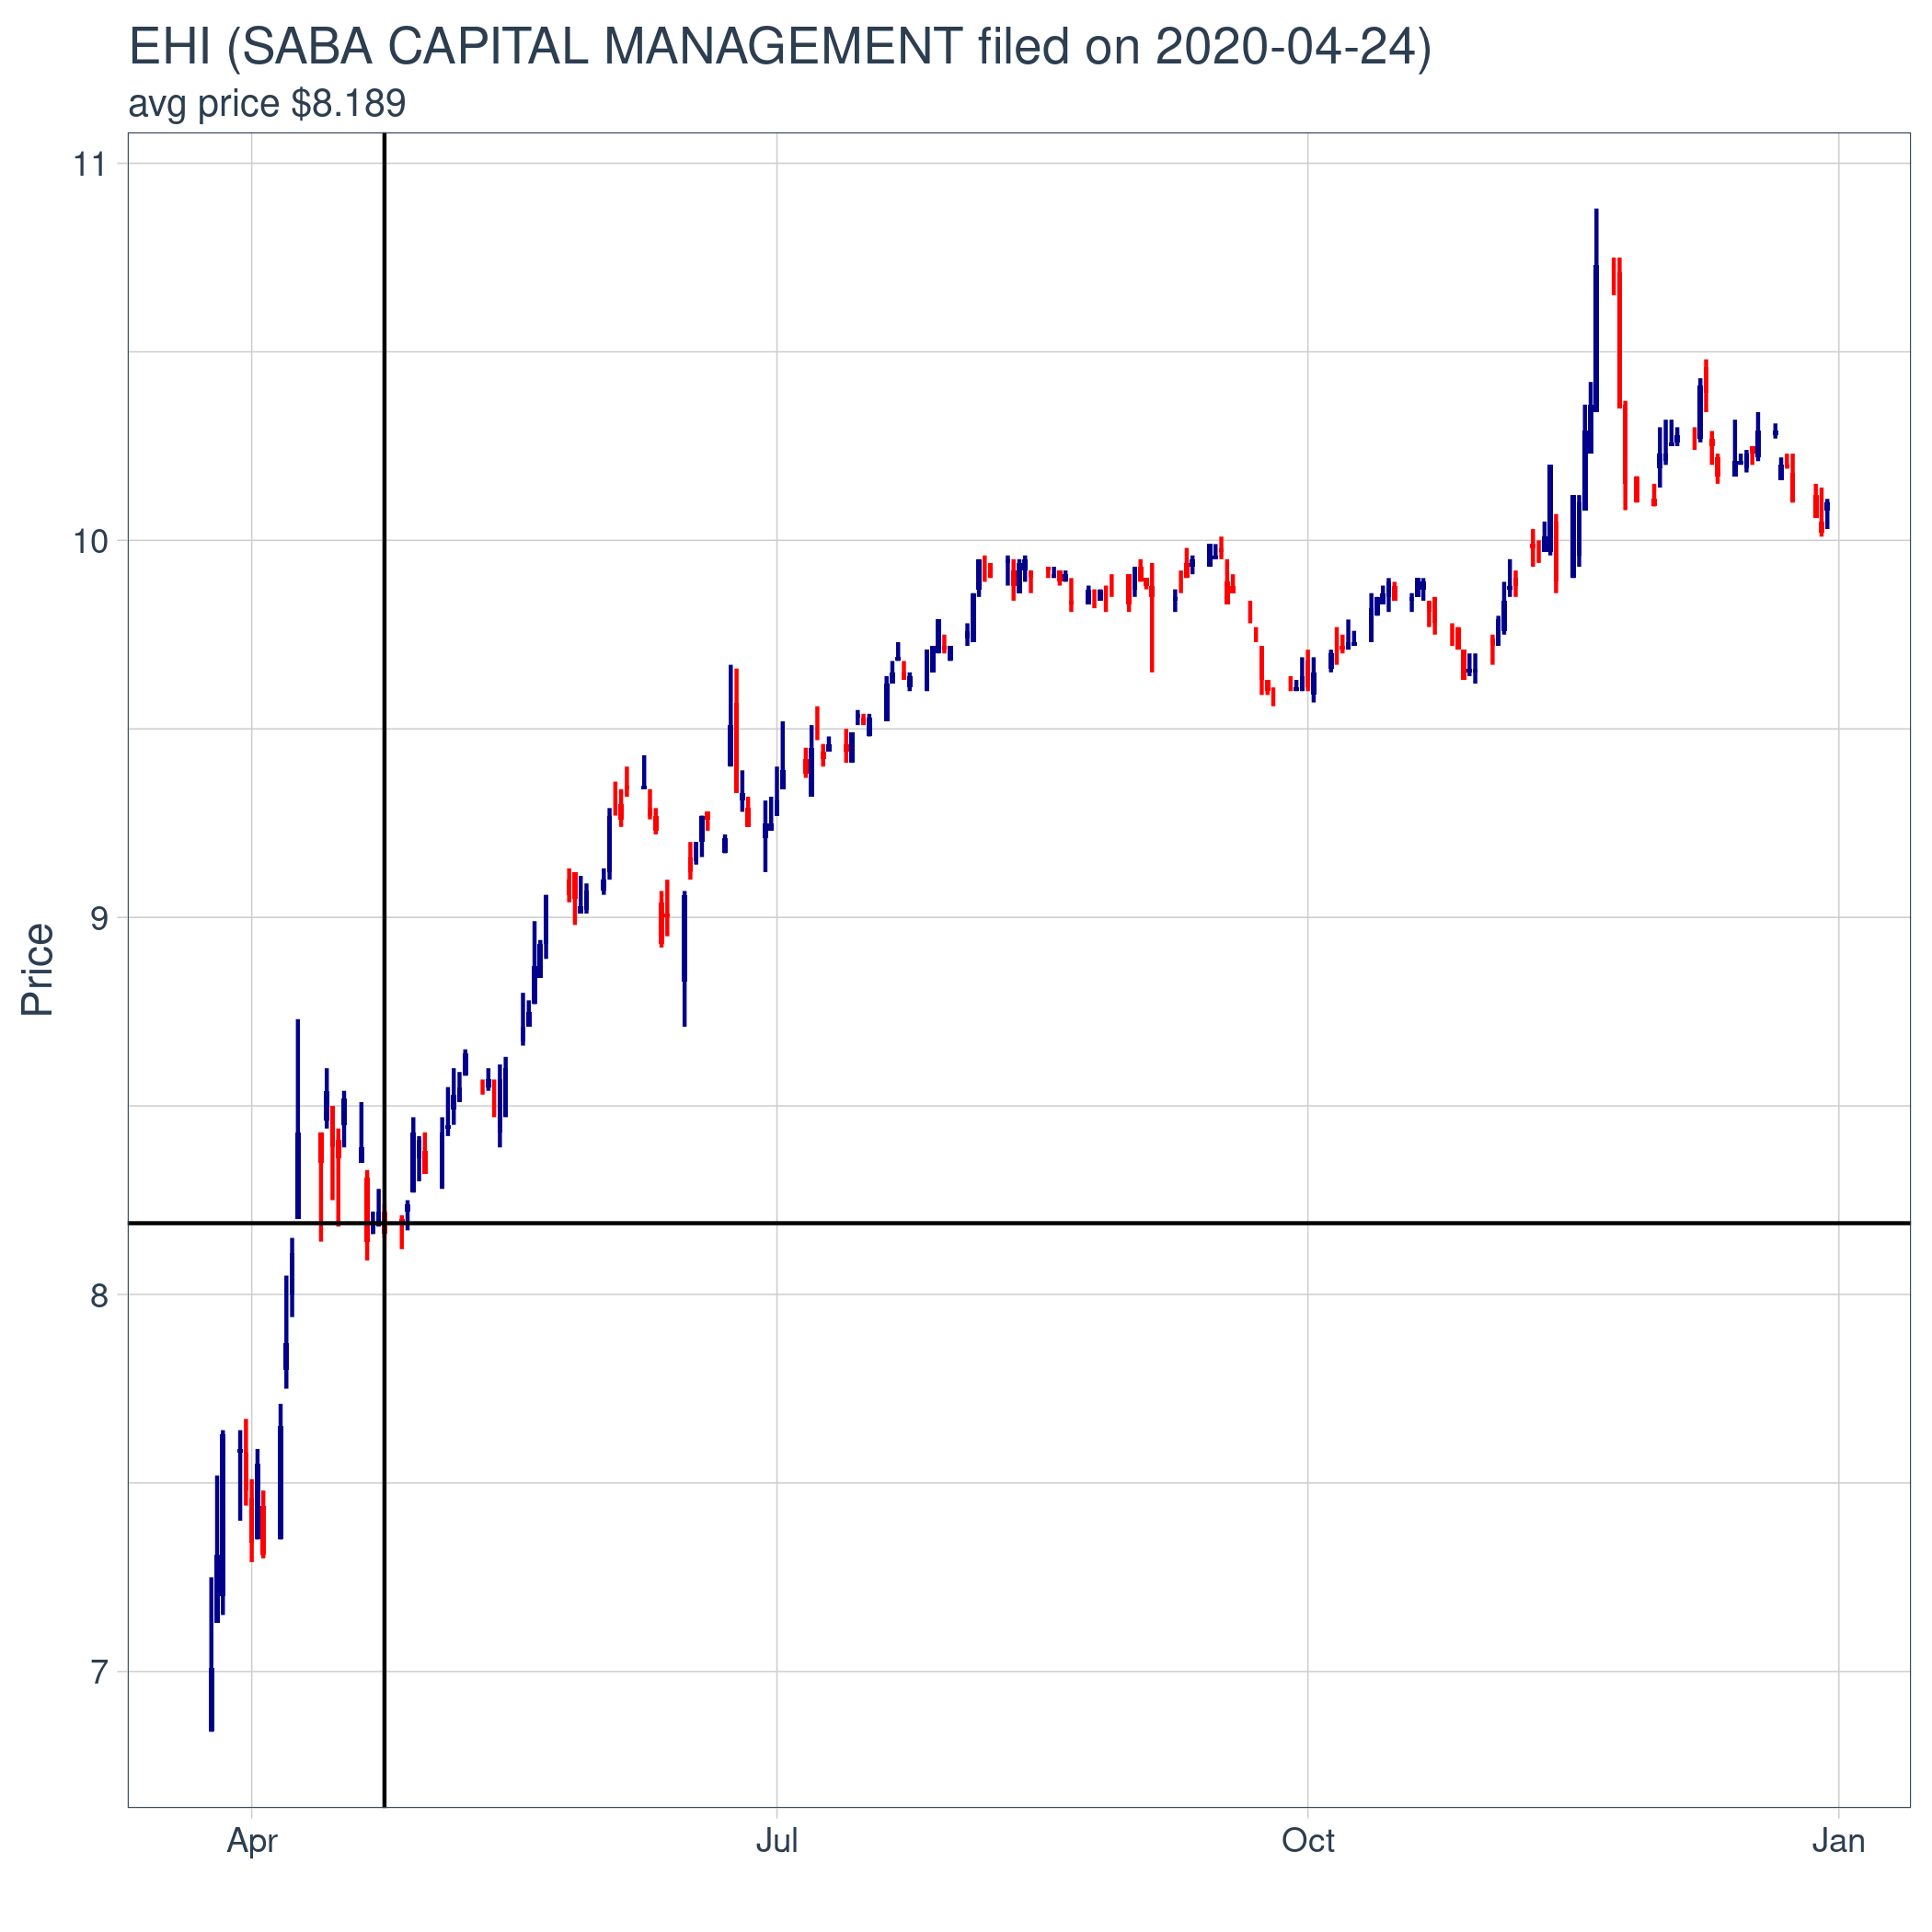 EHI (SABA CAPITAL MANAGEMENT filed on 2020-04-24)
avg price $8.189
11
10
9
8
7
Price
Apr Jul Oct Jan